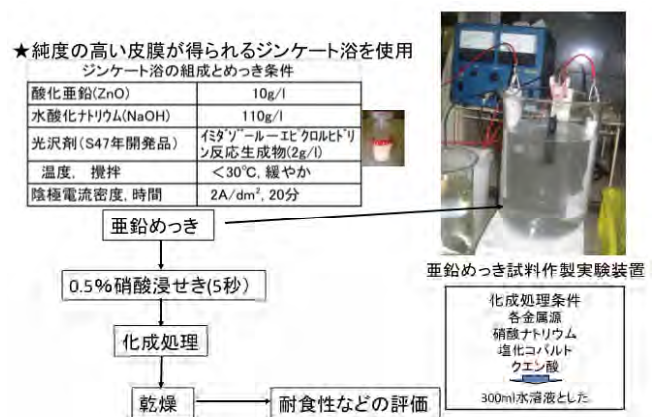 ★純度の高い皮膜が得られるジンケート浴を使用
ジンケート浴の組成とめっき条件
酸化亜鉛(ZnO) 10g/l
水酸化ナトリウム(NaOH) 110g/l
光沢剤(S47年開発品) イミダゾールーエピクロルヒドリ
ン反応生成物(2g/l)
温度, 攪拌 <30℃, 緩やか
陰極電流密度, 時間 2A/dm², 20分
亜鉛めっき
0.5%硝酸浸せき(5秒)
化成処理
乾燥
耐食性などの評価
亜鉛めっき試料作製実験装置
化成処理条件
各金属源
硝酸ナトリウム
塩化コバルト
クエン酸
300ml水溶液とした